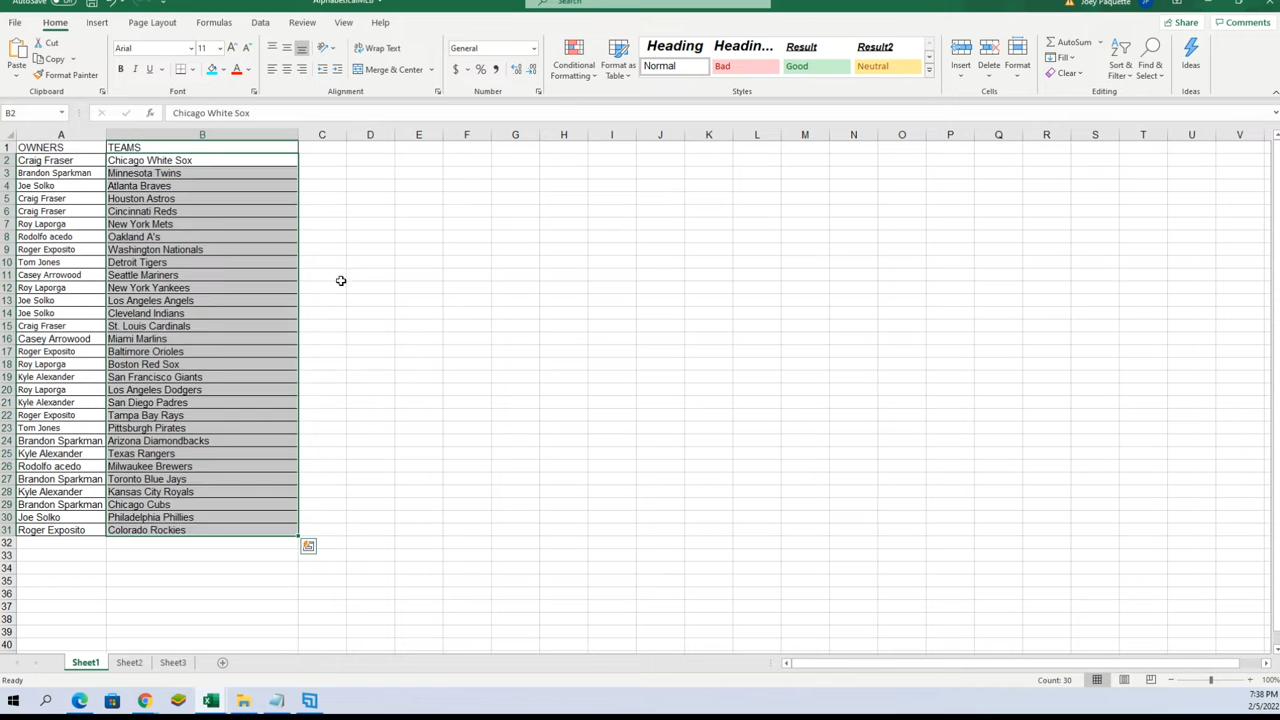 AutoSave Off AlphabeticalMLB Search Joey Paquette JP
File Home Insert Page Layout Formulas Data Review View Help Share Comments
Paste Cut Copy Format Painter Clipboard
Arial 11 A A B I U A Font
Wrap Text Merge & Center Alignment
General $ % , Number
Conditional Formatting Format as Table Heading Headin... Result Result2 Normal Bad Good Neutral Styles
Insert Delete Format Cells
AutoSum Fill Clear Sort & Filter Find & Select Editing
Ideas Ideas
B2 fx Chicago White Sox
A B C D E F G H I J K L M N O P Q R S T U V
1 OWNERS TEAMS
2 Craig Fraser Chicago White Sox
3 Brandon Sparkman Minnesota Twins
4 Joe Solko Atlanta Braves
5 Craig Fraser Houston Astros
6 Craig Fraser Cincinnati Reds
7 Roy Laporga New York Mets
8 Rodolfo acedo Oakland A's
9 Roger Exposito Washington Nationals
10 Tom Jones Detroit Tigers
11 Casey Arrowood Seattle Mariners
12 Roy Laporga New York Yankees
13 Joe Solko Los Angeles Angels
14 Joe Solko Cleveland Indians
15 Craig Fraser St. Louis Cardinals
16 Casey Arrowood Miami Marlins
17 Roger Exposito Baltimore Orioles
18 Roy Laporga Boston Red Sox
19 Kyle Alexander San Francisco Giants
20 Roy Laporga Los Angeles Dodgers
21 Kyle Alexander San Diego Padres
22 Roger Exposito Tampa Bay Rays
23 Tom Jones Pittsburgh Pirates
24 Brandon Sparkman Arizona Diamondbacks
25 Kyle Alexander Texas Rangers
26 Rodolfo acedo Milwaukee Brewers
27 Brandon Sparkman Toronto Blue Jays
28 Kyle Alexander Kansas City Royals
29 Brandon Sparkman Chicago Cubs
30 Joe Solko Philadelphia Phillies
31 Roger Exposito Colorado Rockies
32
33
34
35
36
37
38
39
40
Sheet1 Sheet2 Sheet3
Ready Count: 30 100%
7:38 PM
2/5/2022